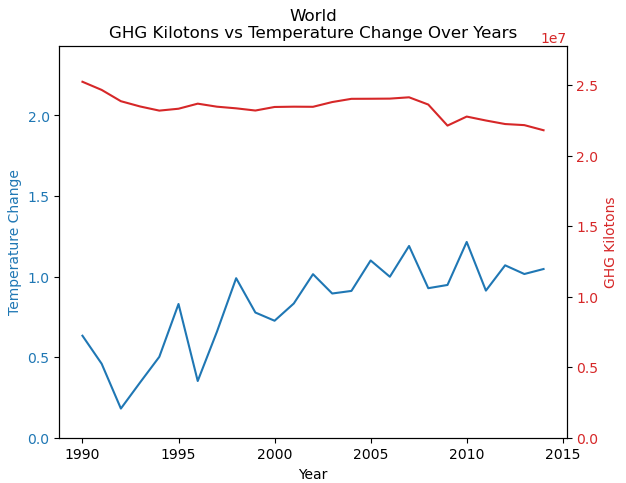 World
GHG Kilotons vs Temperature Change Over Years
1e7
2.5
2.0
2.0
1.5
1.5
1.0
1.0
0.5
0.5
0.0
0.0
Temperature Change
GHG Kilotons
1990 1995 2000 2005 2010 2015
Year